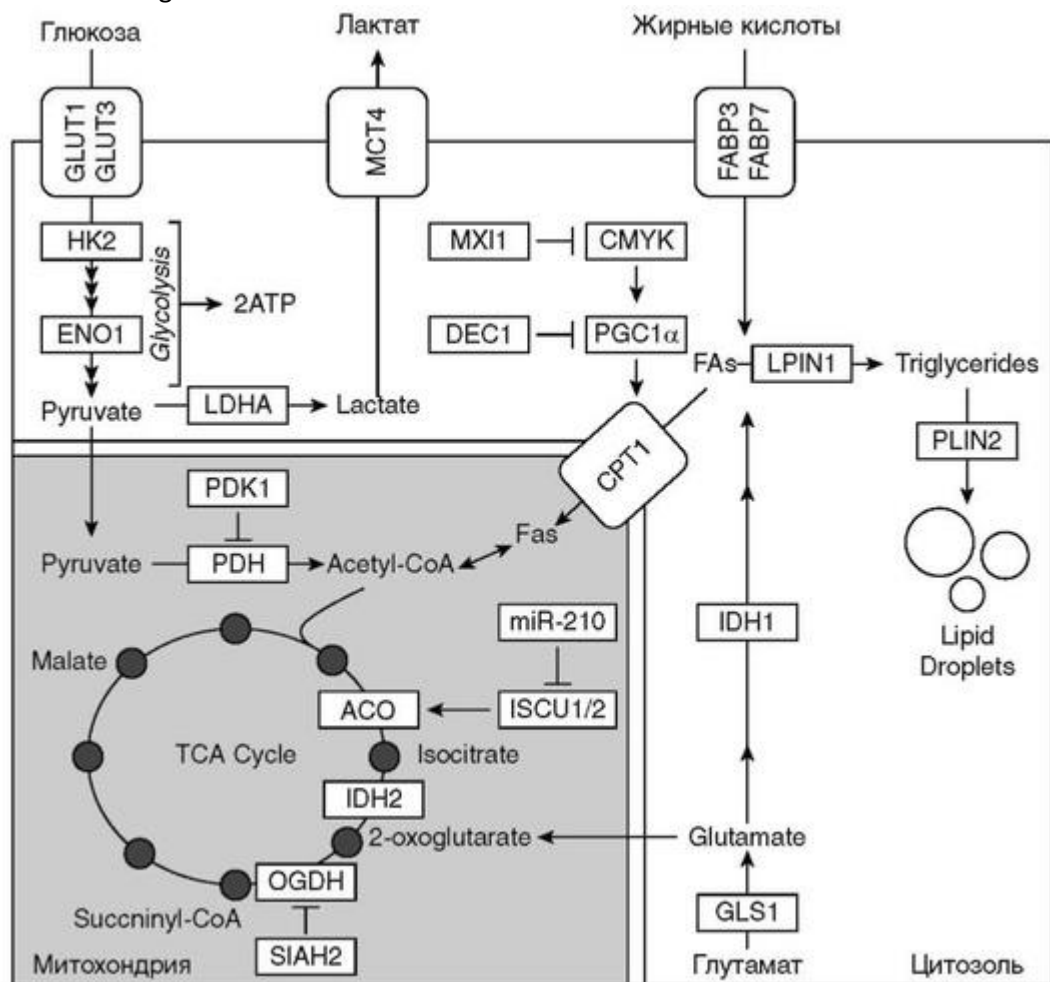 Глюкоза
Лактат
Жирные кислоты
GLUT1
GLUT3
MCT4
FABP3
FABP7
HK2
Glycolysis
2ATP
ENO1
MXI1
CMYK
DEC1
PGC1α
FAs
LPIN1
Triglycerides
Pyruvate
LDHA
Lactate
PLIN2
CPT1
PDK1
Fas
Pyruvate
PDH
Acetyl-CoA
miR-210
IDH1
Lipid
Droplets
Malate
ACO
ISCU1/2
TCA Cycle
Isocitrate
IDH2
2-oxoglutarate
Glutamate
OGDH
Succninyl-CoA
GLS1
SIAH2
Митохондрия
Глутамат
Цитозоль